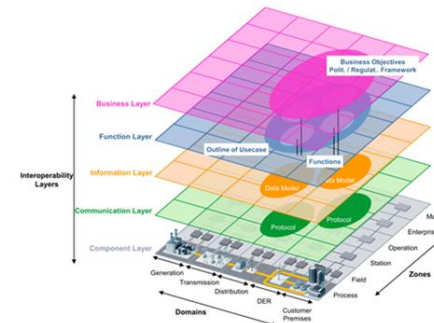 Business Objectives
Polit. / Regulat.. Framework
Business Layer
Function Layer
Outline of Usecase
Functions
Interoperability
Layers
Information Layer
Data Model
Data Model
Communication Layer
Protocol
Protocol
Component Layer
Generation
Transmission
Distribution
DER
Customer
Premises
Domains
Process
Field
Station
Operation
Zones